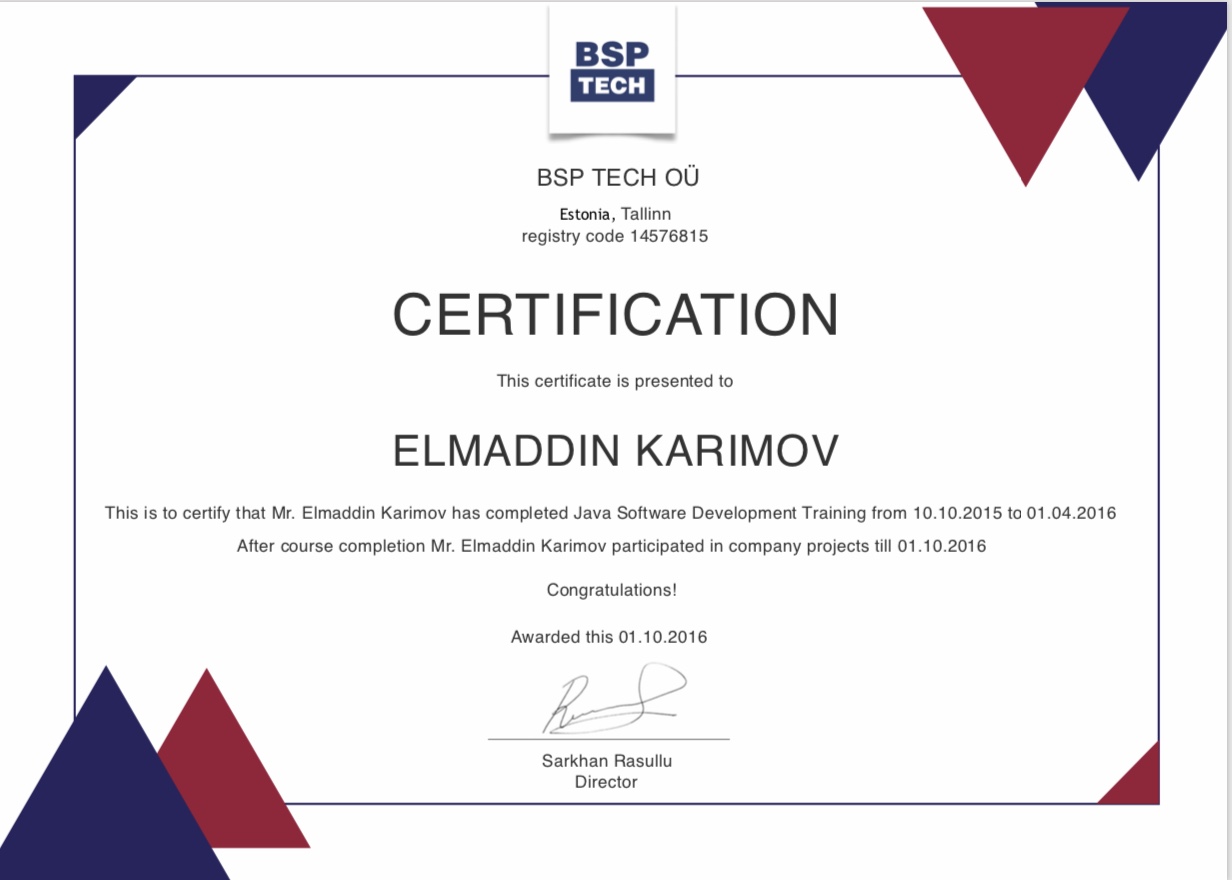 BSP
TECH
BSP TECH OÜ
Estonia, Tallinn
registry code 14576815
CERTIFICATION
This certificate is presented to
ELMADDIN KARIMOV
This is to certify that Mr. Elmaddin Karimov has completed Java Software Development Training from 10.10.2015 to 01.04.2016
After course completion Mr. Elmaddin Karimov participated in company projects till 01.10.2016
Congratulations!
Awarded this 01.10.2016
Sarkhan Rasullu
Director